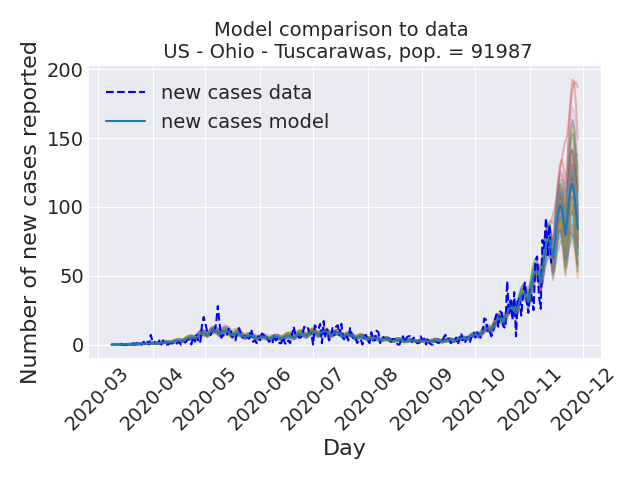 Model comparison to data
US - Ohio - Tuscarawas, pop. = 91987
Number of new cases reported
200
150
100
50
0
new cases data
new cases model
2020-03
2020-04
2020-05
2020-06
2020-07
2020-08
2020-09
2020-10
2020-11
2020-12
Day